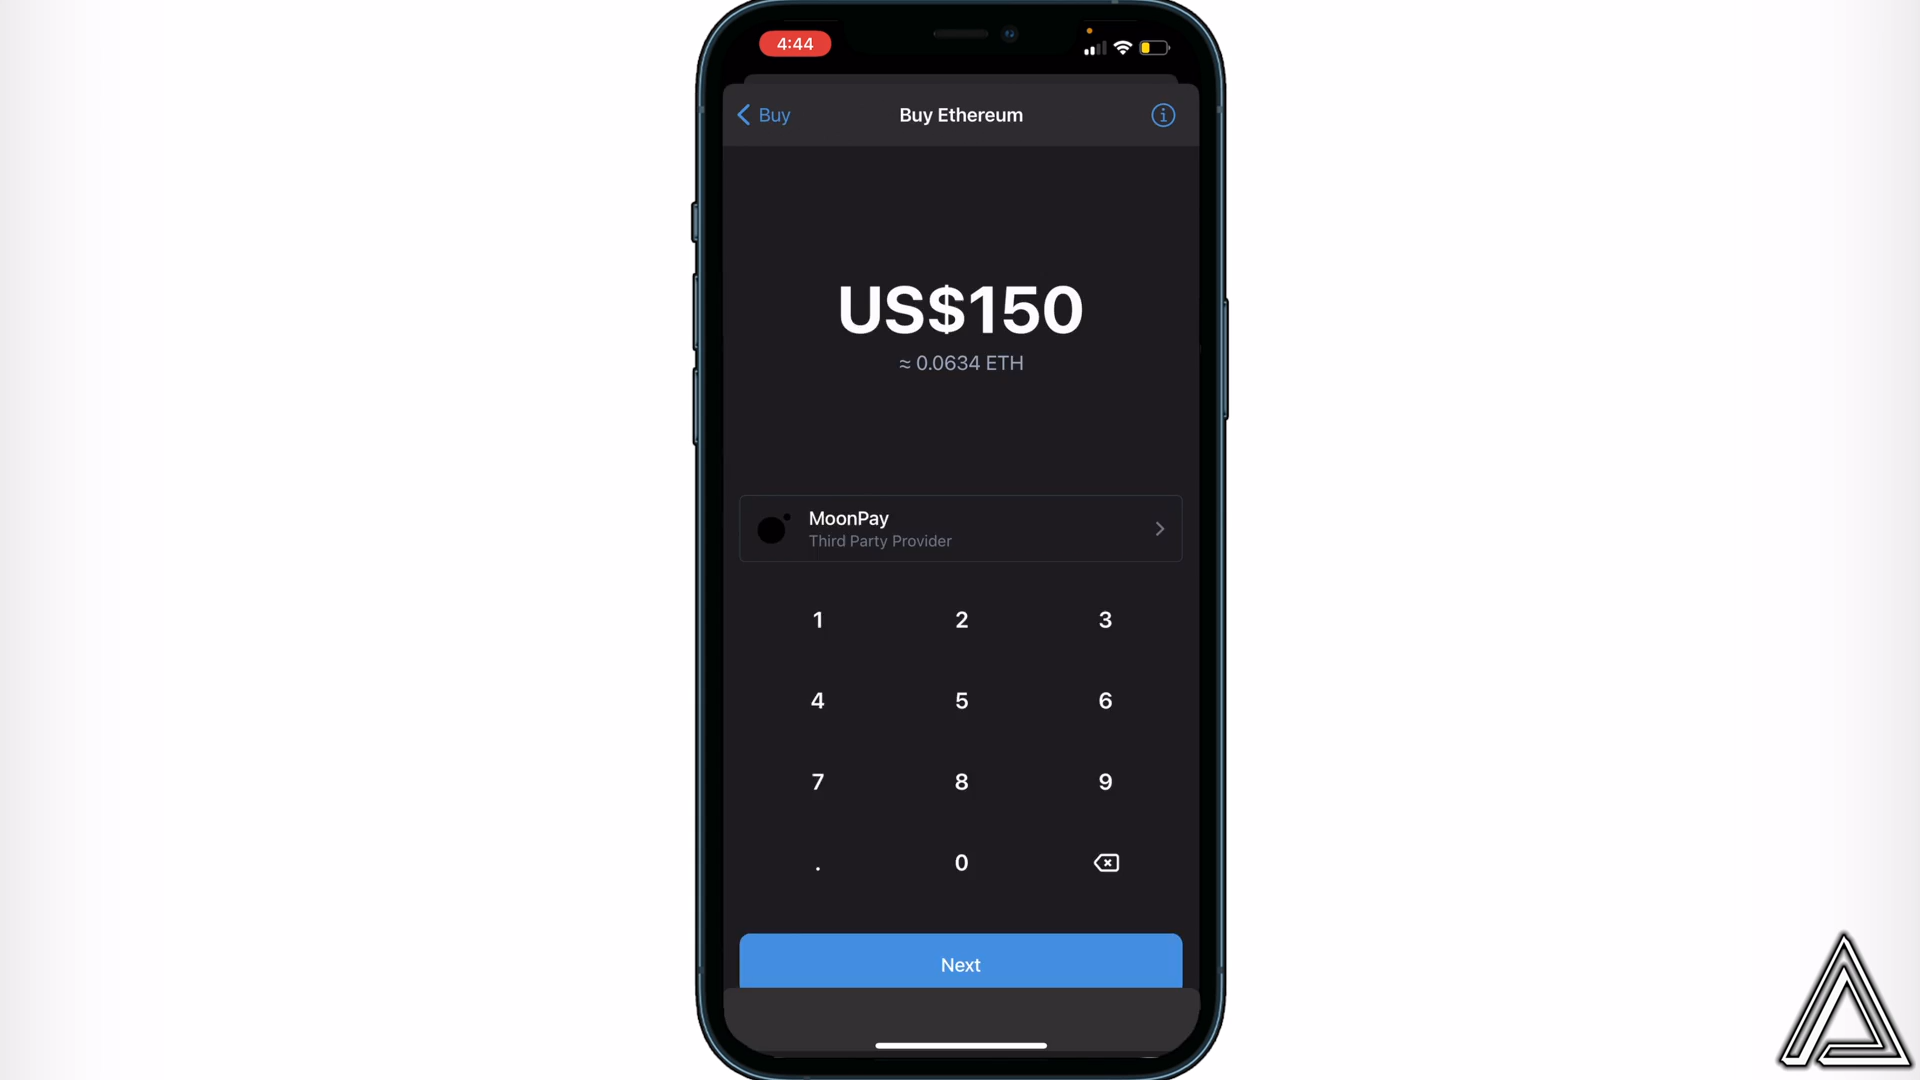 4:44
Buy
Buy Ethereum
US$150
≈ 0.0634 ETH
MoonPay
Third Party Provider
1 2 3
4 5 6
7 8 9
. 0
Next